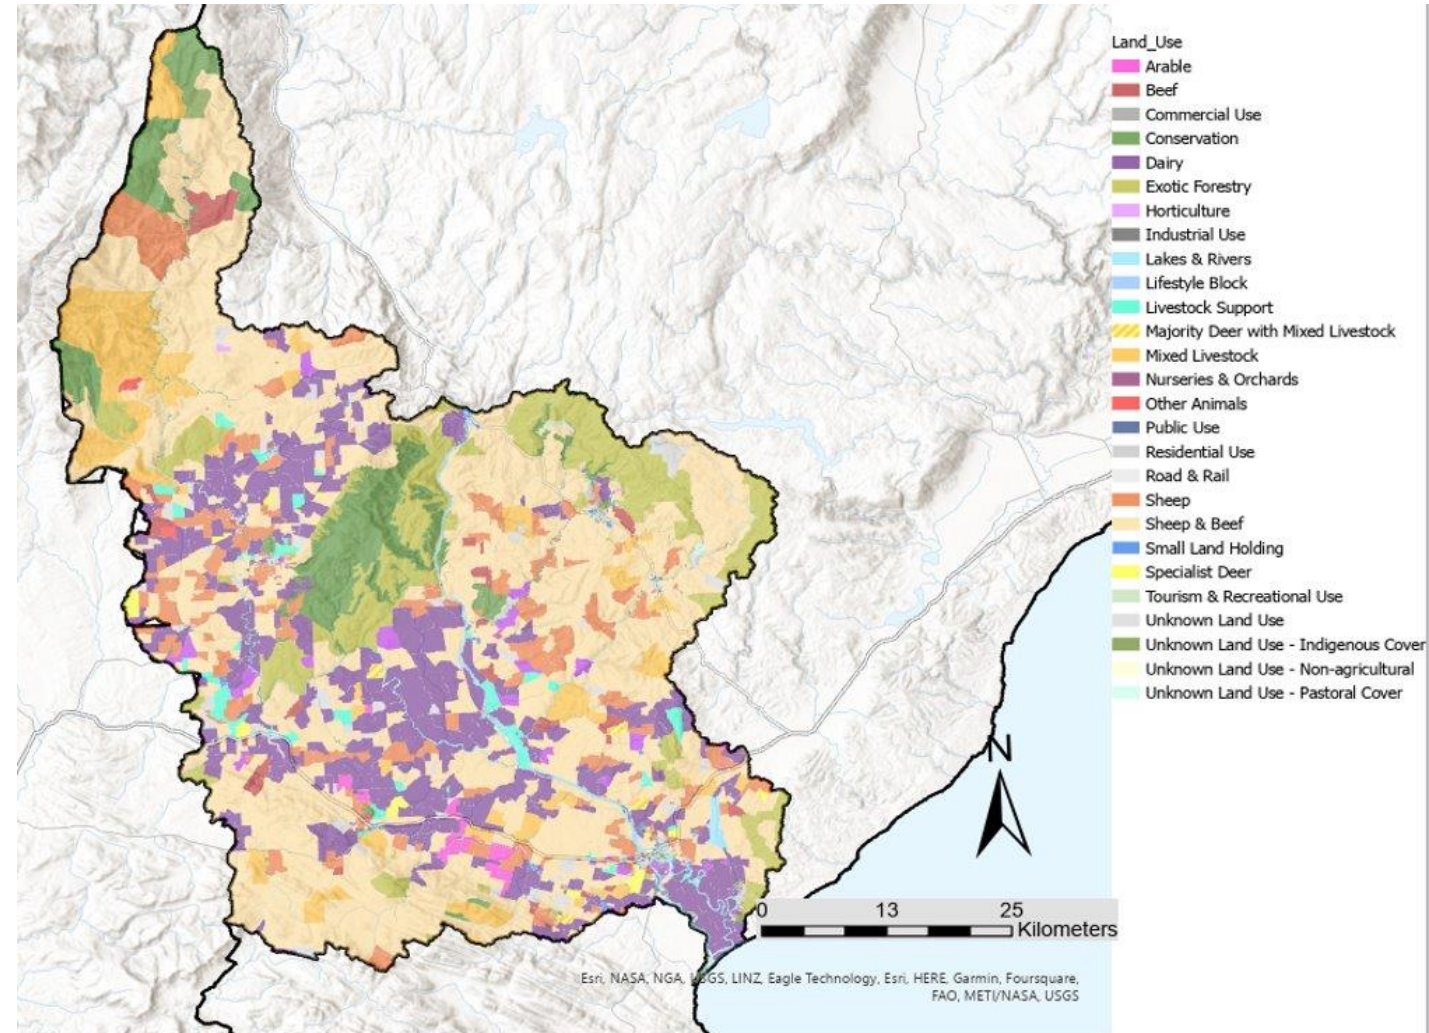 Land_Use
Arable
Beef
Commercial Use
Conservation
Dairy
Exotic Forestry
Horticulture
Industrial Use
Lakes & Rivers
Lifestyle Block
Livestock Support
Majority Deer with Mixed Livestock
Mixed Livestock
Nurseries & Orchards
Other Animals
Public Use
Residential Use
Road & Rail
Sheep
Sheep & Beef
Small Land Holding
Specialist Deer
Tourism & Recreational Use
Unknown Land Use
Unknown Land Use - Indigenous Cover
Unknown Land Use - Non-agricultural
Unknown Land Use - Pastoral Cover
N
0 13 25
Kilometers
Esri, NASA, NGA, USGS, LINZ, Eagle Technology, Esri, HERE, Garmin, Foursquare,
FAO, METI/NASA, USGS